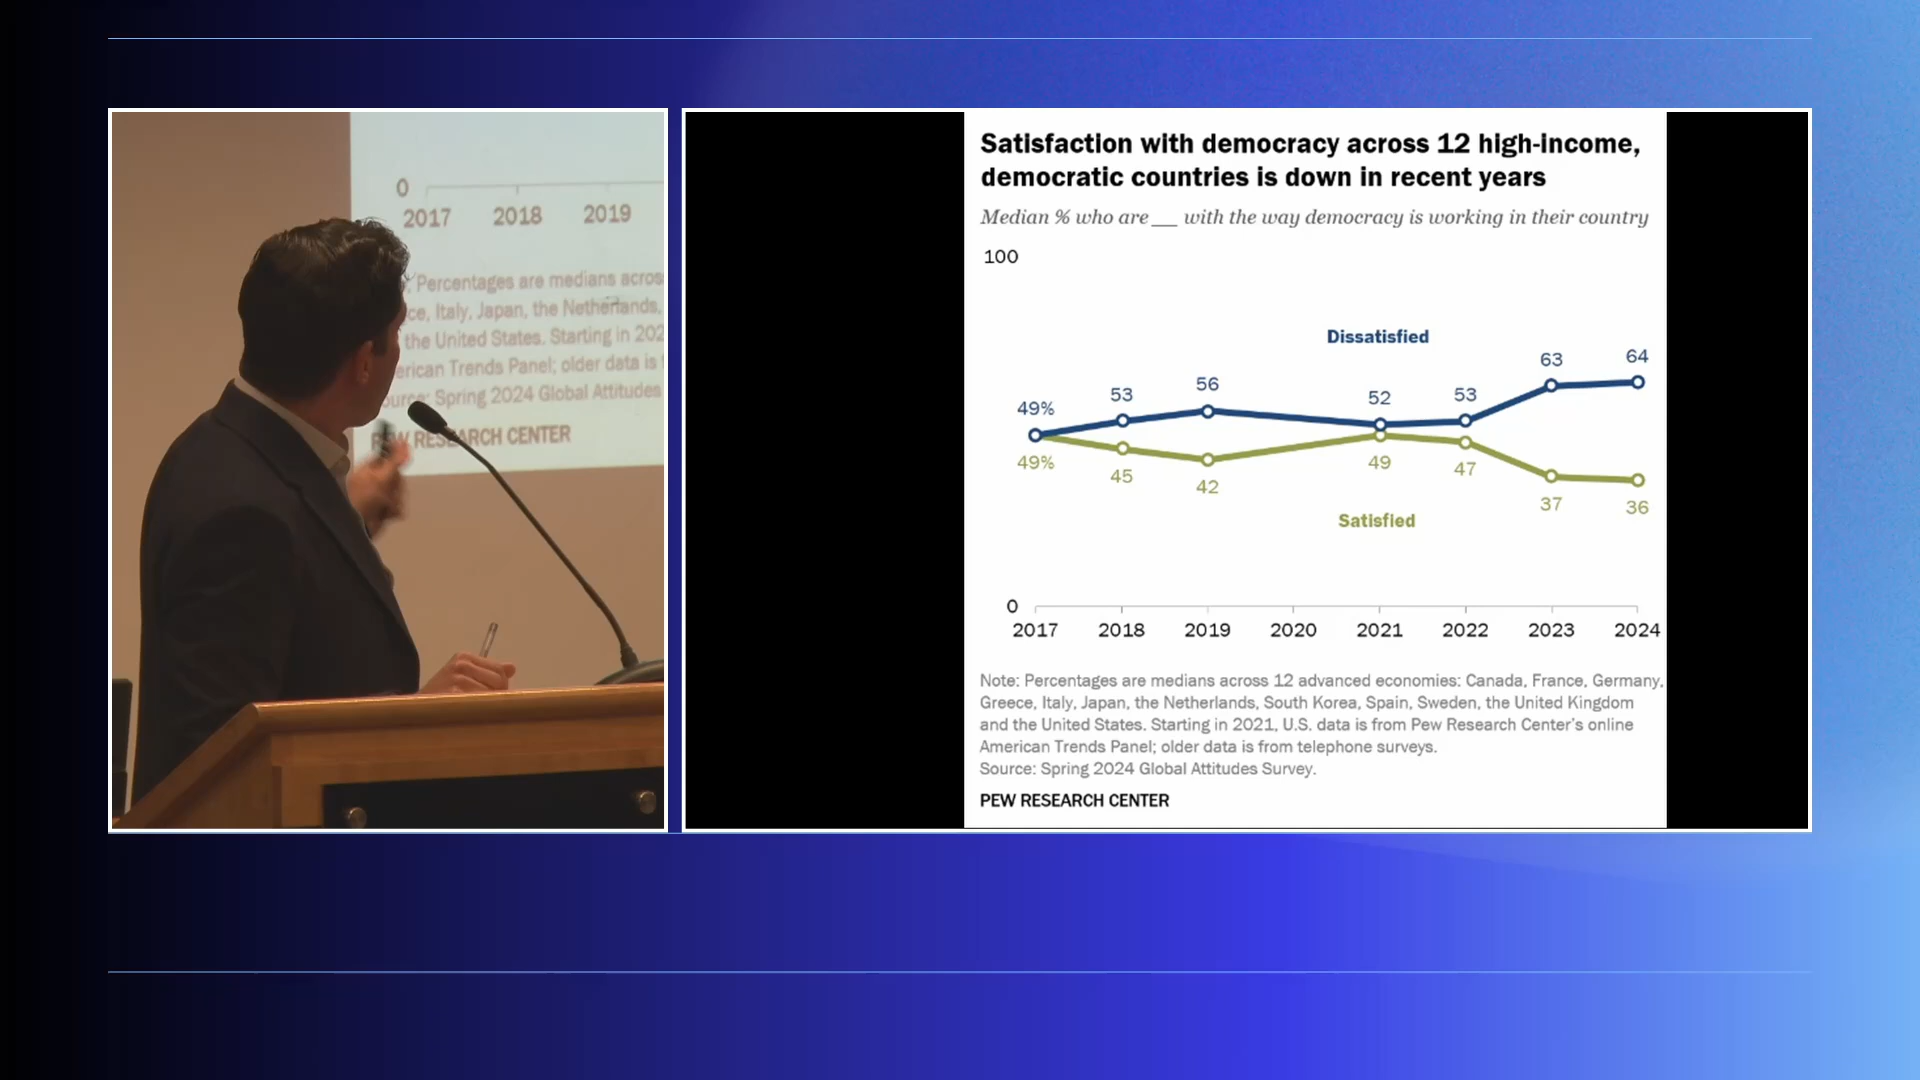 0
2017 2018 2019
Percentages are medians
ce, Italy, Japan, the Netherlands,
the United States. Starting in 202
erican Trends Panel; older data is
ource: Spring 2024 Global Attitudes
PEW RESEARCH CENTER
Satisfaction with democracy across 12 high-income,
democratic countries is down in recent years
Median % who are __ with the way democracy is working in their country
100
Dissatisfied
49% 53 56 52 53 63 64
49% 45 42 49 47 37 36
Satisfied
0
2017 2018 2019 2020 2021 2022 2023 2024
Note: Percentages are medians across 12 advanced economies: Canada, France, Germany,
Greece, Italy, Japan, the Netherlands, South Korea, Spain, Sweden, the United Kingdom
and the United States. Starting in 2021, U.S. data is from Pew Research Center's online
American Trends Panel; older data is from telephone surveys.
Source: Spring 2024 Global Attitudes Survey.
PEW RESEARCH CENTER